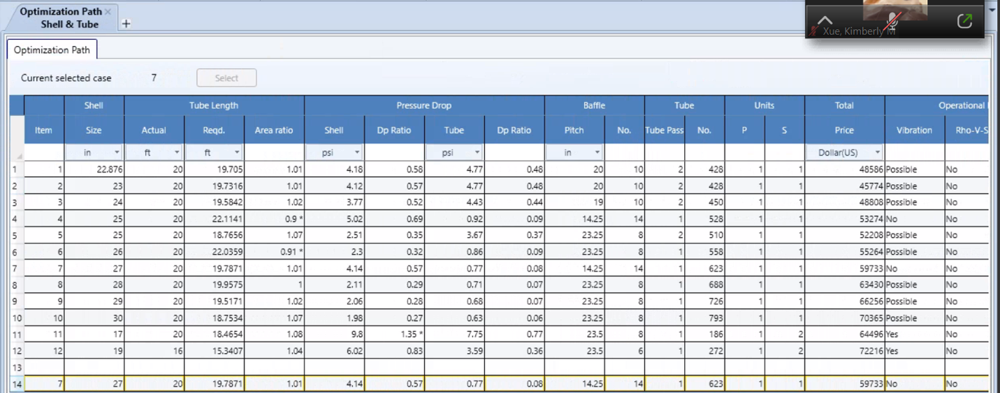 Optimization Path ×
Shell & Tube +
Xue, Kimberly M
Optimization Path
Current selected case 7 Select
Shell Tube Length Pressure Drop Baffle Tube Units Total Operational
Item Size Actual Reqd. Area ratio Shell Dp Ratio Tube Dp Ratio Pitch No. Tube Pass No. P S Price Vibration Rho-V-S
in ft ft psi psi in Dollar(US)
1 1 22.876 20 19.705 1.01 4.18 0.58 4.77 0.48 20 10 2 428 1 1 48586 Possible No
2 2 23 20 19.7316 1.01 4.12 0.57 4.77 0.48 20 10 2 428 1 1 45774 Possible No
3 3 24 20 19.5842 1.02 3.77 0.52 4.43 0.44 19 10 2 450 1 1 48808 Possible No
4 4 25 20 22.1141 0.9 * 5.02 0.69 0.92 0.09 14.25 14 1 528 1 1 53274 No No
5 5 25 20 18.7656 1.07 2.51 0.35 3.67 0.37 23.25 8 2 510 1 1 52208 Possible No
6 6 26 20 22.0359 0.91 * 2.3 0.32 0.86 0.09 23.25 8 1 558 1 1 55264 Possible No
7 7 27 20 19.7871 1.01 4.14 0.57 0.77 0.08 14.25 14 1 623 1 1 59733 No No
8 8 28 20 19.9575 1 2.11 0.29 0.71 0.07 23.25 8 1 688 1 1 63430 Possible No
9 9 29 20 19.5171 1.02 2.06 0.28 0.68 0.07 23.25 8 1 726 1 1 66256 Possible No
10 10 30 20 18.7534 1.07 1.98 0.27 0.63 0.06 23.25 8 1 793 1 1 70365 Possible No
11 11 17 20 18.4654 1.08 9.8 1.35 * 7.75 0.77 23.5 8 1 186 1 2 64496 Yes No
12 12 19 16 15.3407 1.04 6.02 0.83 3.59 0.36 23.5 6 1 272 1 2 72216 Yes No
13
14 7 27 20 19.7871 1.01 4.14 0.57 0.77 0.08 14.25 14 1 623 1 1 59733 No No